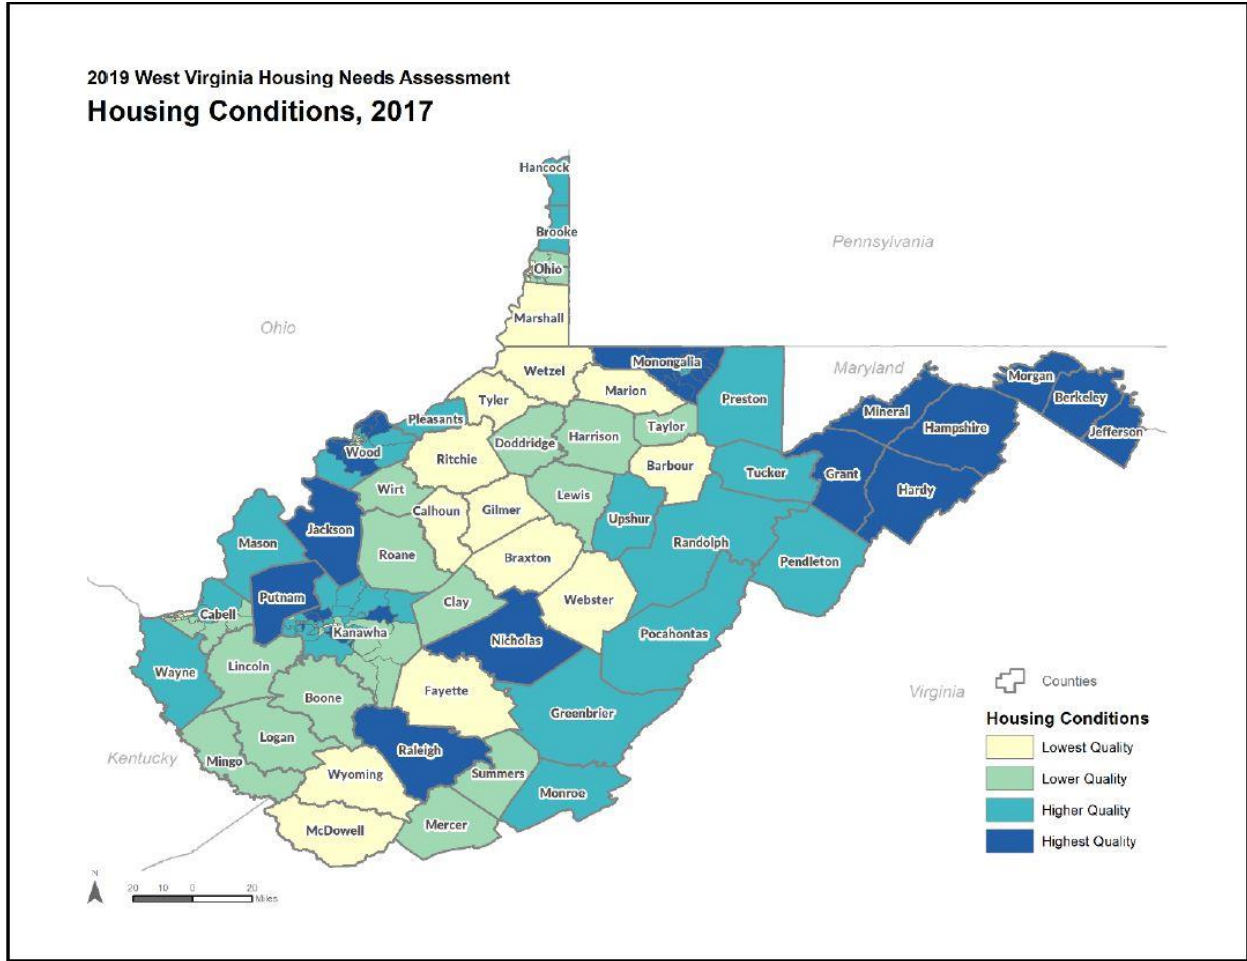 2019 West Virginia Housing Needs Assessment
Housing Conditions, 2017
Hancock
Brooke
Pennsylvania
Ohio
Marshall
Ohio
Wetzel
Monongalia
Maryland
Morgan
Marion
Tyler
Preston
Berkeley
Mineral
Pleasants
Taylor
Hampshire
Jefferson
Doddridge
Harrison
Wood
Ritchie
Barbour
Tucker
Grant
Hardy
Wirt
Lewis
Calhoun
Gilmer
Upshur
Jackson
Randolph
Mason
Roane
Braxton
Pendleton
Putnam
Clay
Webster
Cabell
Kanawha
Pocahontas
Nicholas
Wayne
Lincoln
Fayette
Boone
Virginia
Counties
Greenbrier
Housing Conditions
Logan
Raleigh
Lowest Quality
Kentucky
Mingo
Wyoming
Summers
Lower Quality
Monroe
Higher Quality
Mercer
McDowell
Highest Quality
N
20 10 0 20
Miles